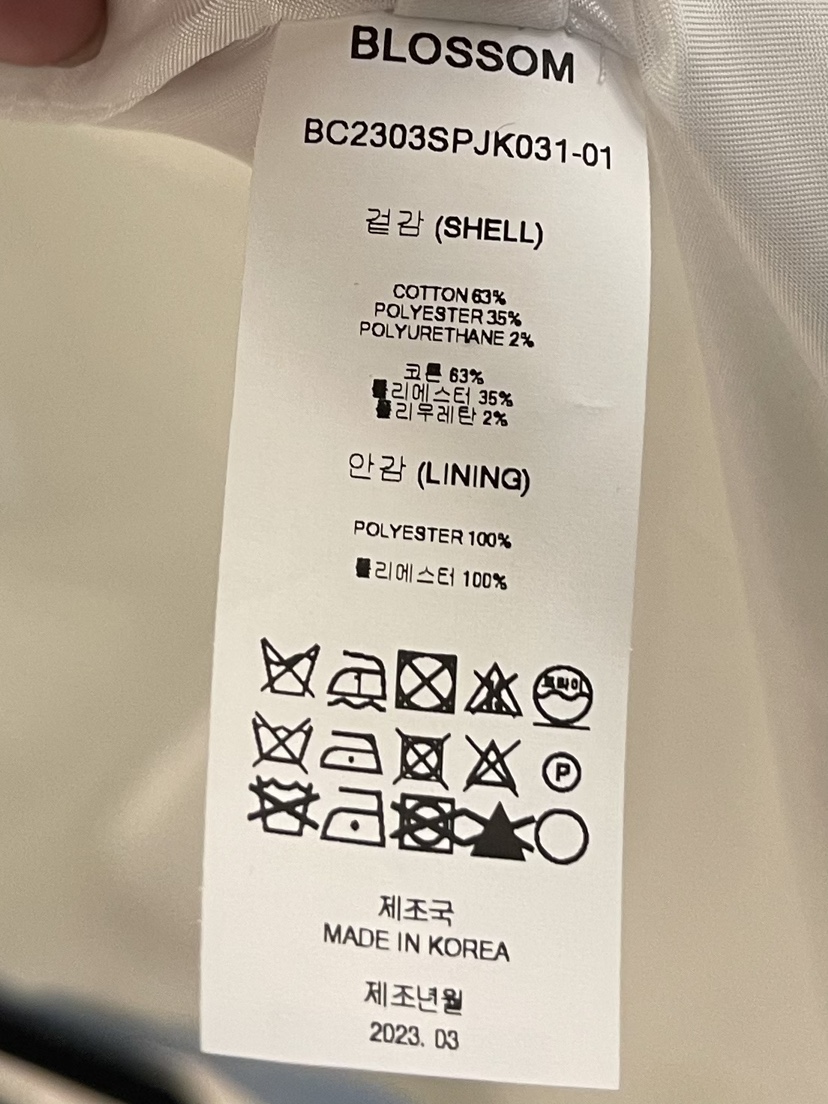 BLOSSOM
BC2303SPJK031-01
겉감 (SHELL)
COTTON 63%
POLYESTER 35%
POLYURETHANE 2%
코튼 63%
폴리에스터 35%
폴리우레탄 2%
안감 (LINING)
POLYESTER 100%
폴리에스터 100%
드라이
P
제조국
MADE IN KOREA
제조년월
2023. 03